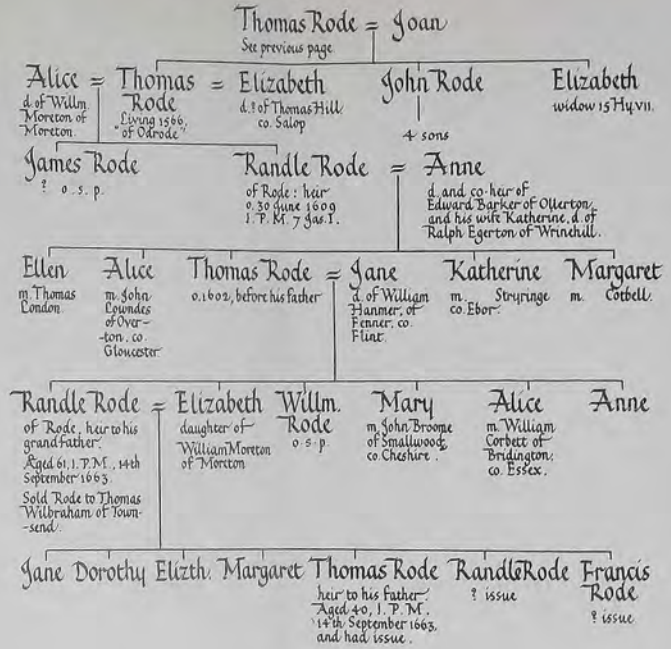 Thomas Rode = Joan
See previous page
Alice = Thomas Rode = Elizabeth John Rode Elizabeth
d. of Willm.
Moreton of
Moreton.
Living 1566,
"of Odrode"
d.? of Thomas Hill
co. Salop
4 sons
widow 15 Hy. VII.
James Rode
? o.s.p.
Randle Rode = Anne
of Rode: heir
o. 30 June 1609
I.P.M. 7 Jas. I.
d. and co-heir of
Edward Barker of Ollerton
and his wife Katherine, d. of
Ralph Egerton of Wrinehill.
Ellen
m. Thomas
London
Alice
m. John
Lowndes
of Over-
-ton, co.
Gloucester
Thomas Rode = Jane
o. 1602, before his father
d. of William
Hanmer, of
Fenner, co.
Flint.
Katherine
m. Stryringe
co. Ebor.
Margaret
m. Cotbell.
Randle Rode = Elizabeth
of Rode, heir to his
grandfather.
Aged 61, I.P.M., 14th
September 1663.
Sold Rode to Thomas
Wilbraham of Town-
-send.
daughter of
William Moreton
of Moreton
Willm.
Rode
o.s.p.
Mary
m. John Broome
of Smallwood,
co. Cheshire.
Alice
m. William
Corbett of
Bridington,
co. Essex.
Anne
Jane Dorothy Elizth. Margaret Thomas Rode Randle Rode Francis
Rode
heir to his father.
Aged 40, I.P.M.
14th September 1663,
and had issue.
? issue
? issue